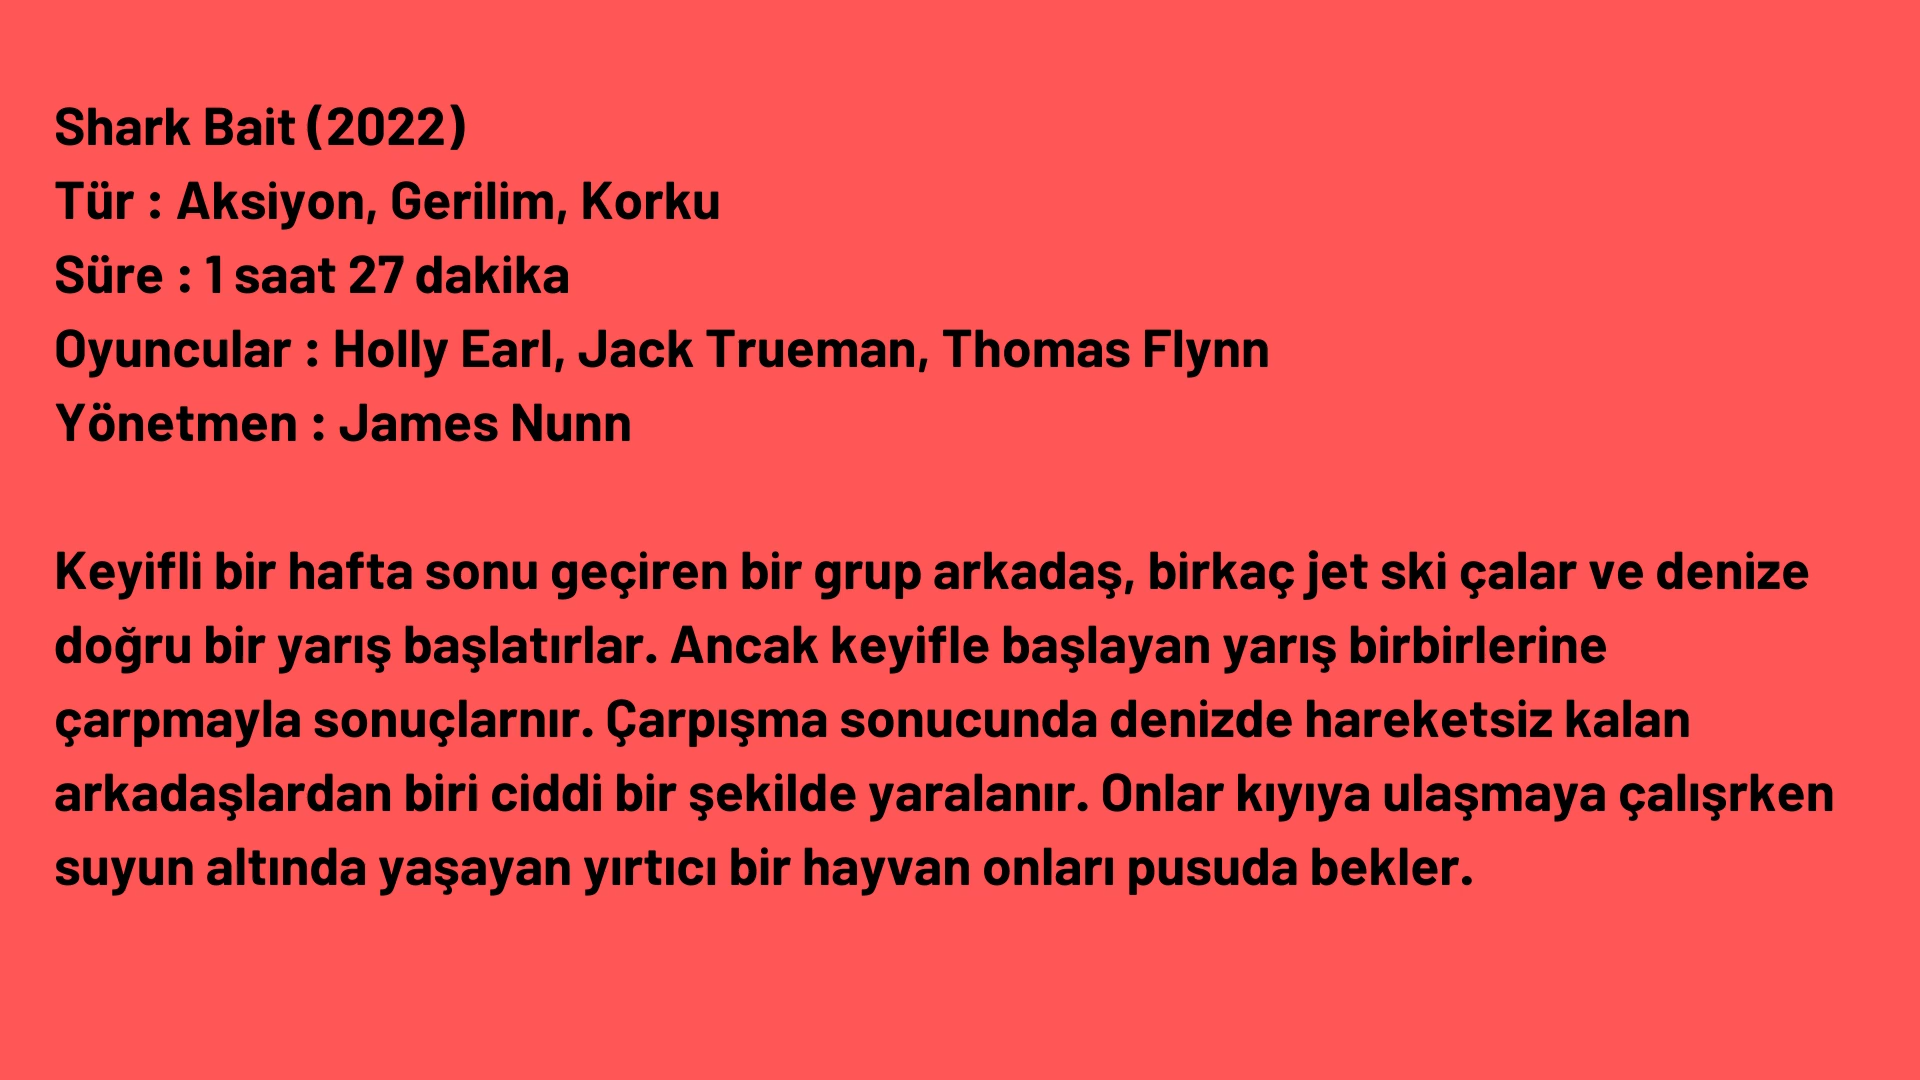 Shark Bait (2022)
Tür : Aksiyon, Gerilim, Korku
Süre : 1 saat 27 dakika
Oyuncular : Holly Earl, Jack Trueman, Thomas Flynn
Yönetmen : James Nunn
Keyifli bir hafta sonu geçiren bir grup arkadaş, birkaç jet ski çalar ve denize
doğru bir yarış başlatırlar. Ancak keyifle başlayan yarış birbirlerine
çarpmayla sonuçlarnır. Çarpışma sonucunda denizde hareketsiz kalan
arkadaşlardan biri ciddi bir şekilde yaralanır. Onlar kıyıya ulaşmaya çalışrken
suyun altında yaşayan yırtıcı bir hayvan onları pusuda bekler.